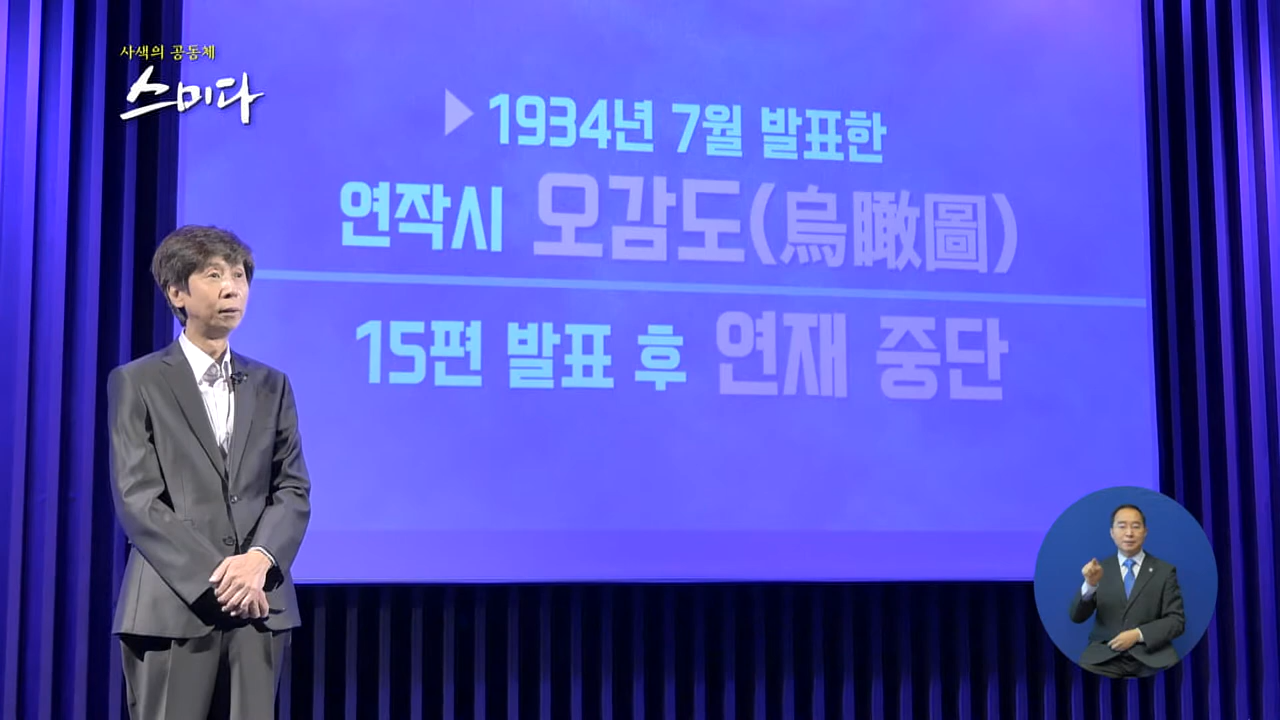 사색의 공동체
스미다
▶1934년 7월 발표한
연작시 오감도(烏瞰圖)
15편 발표 후 연재 중단